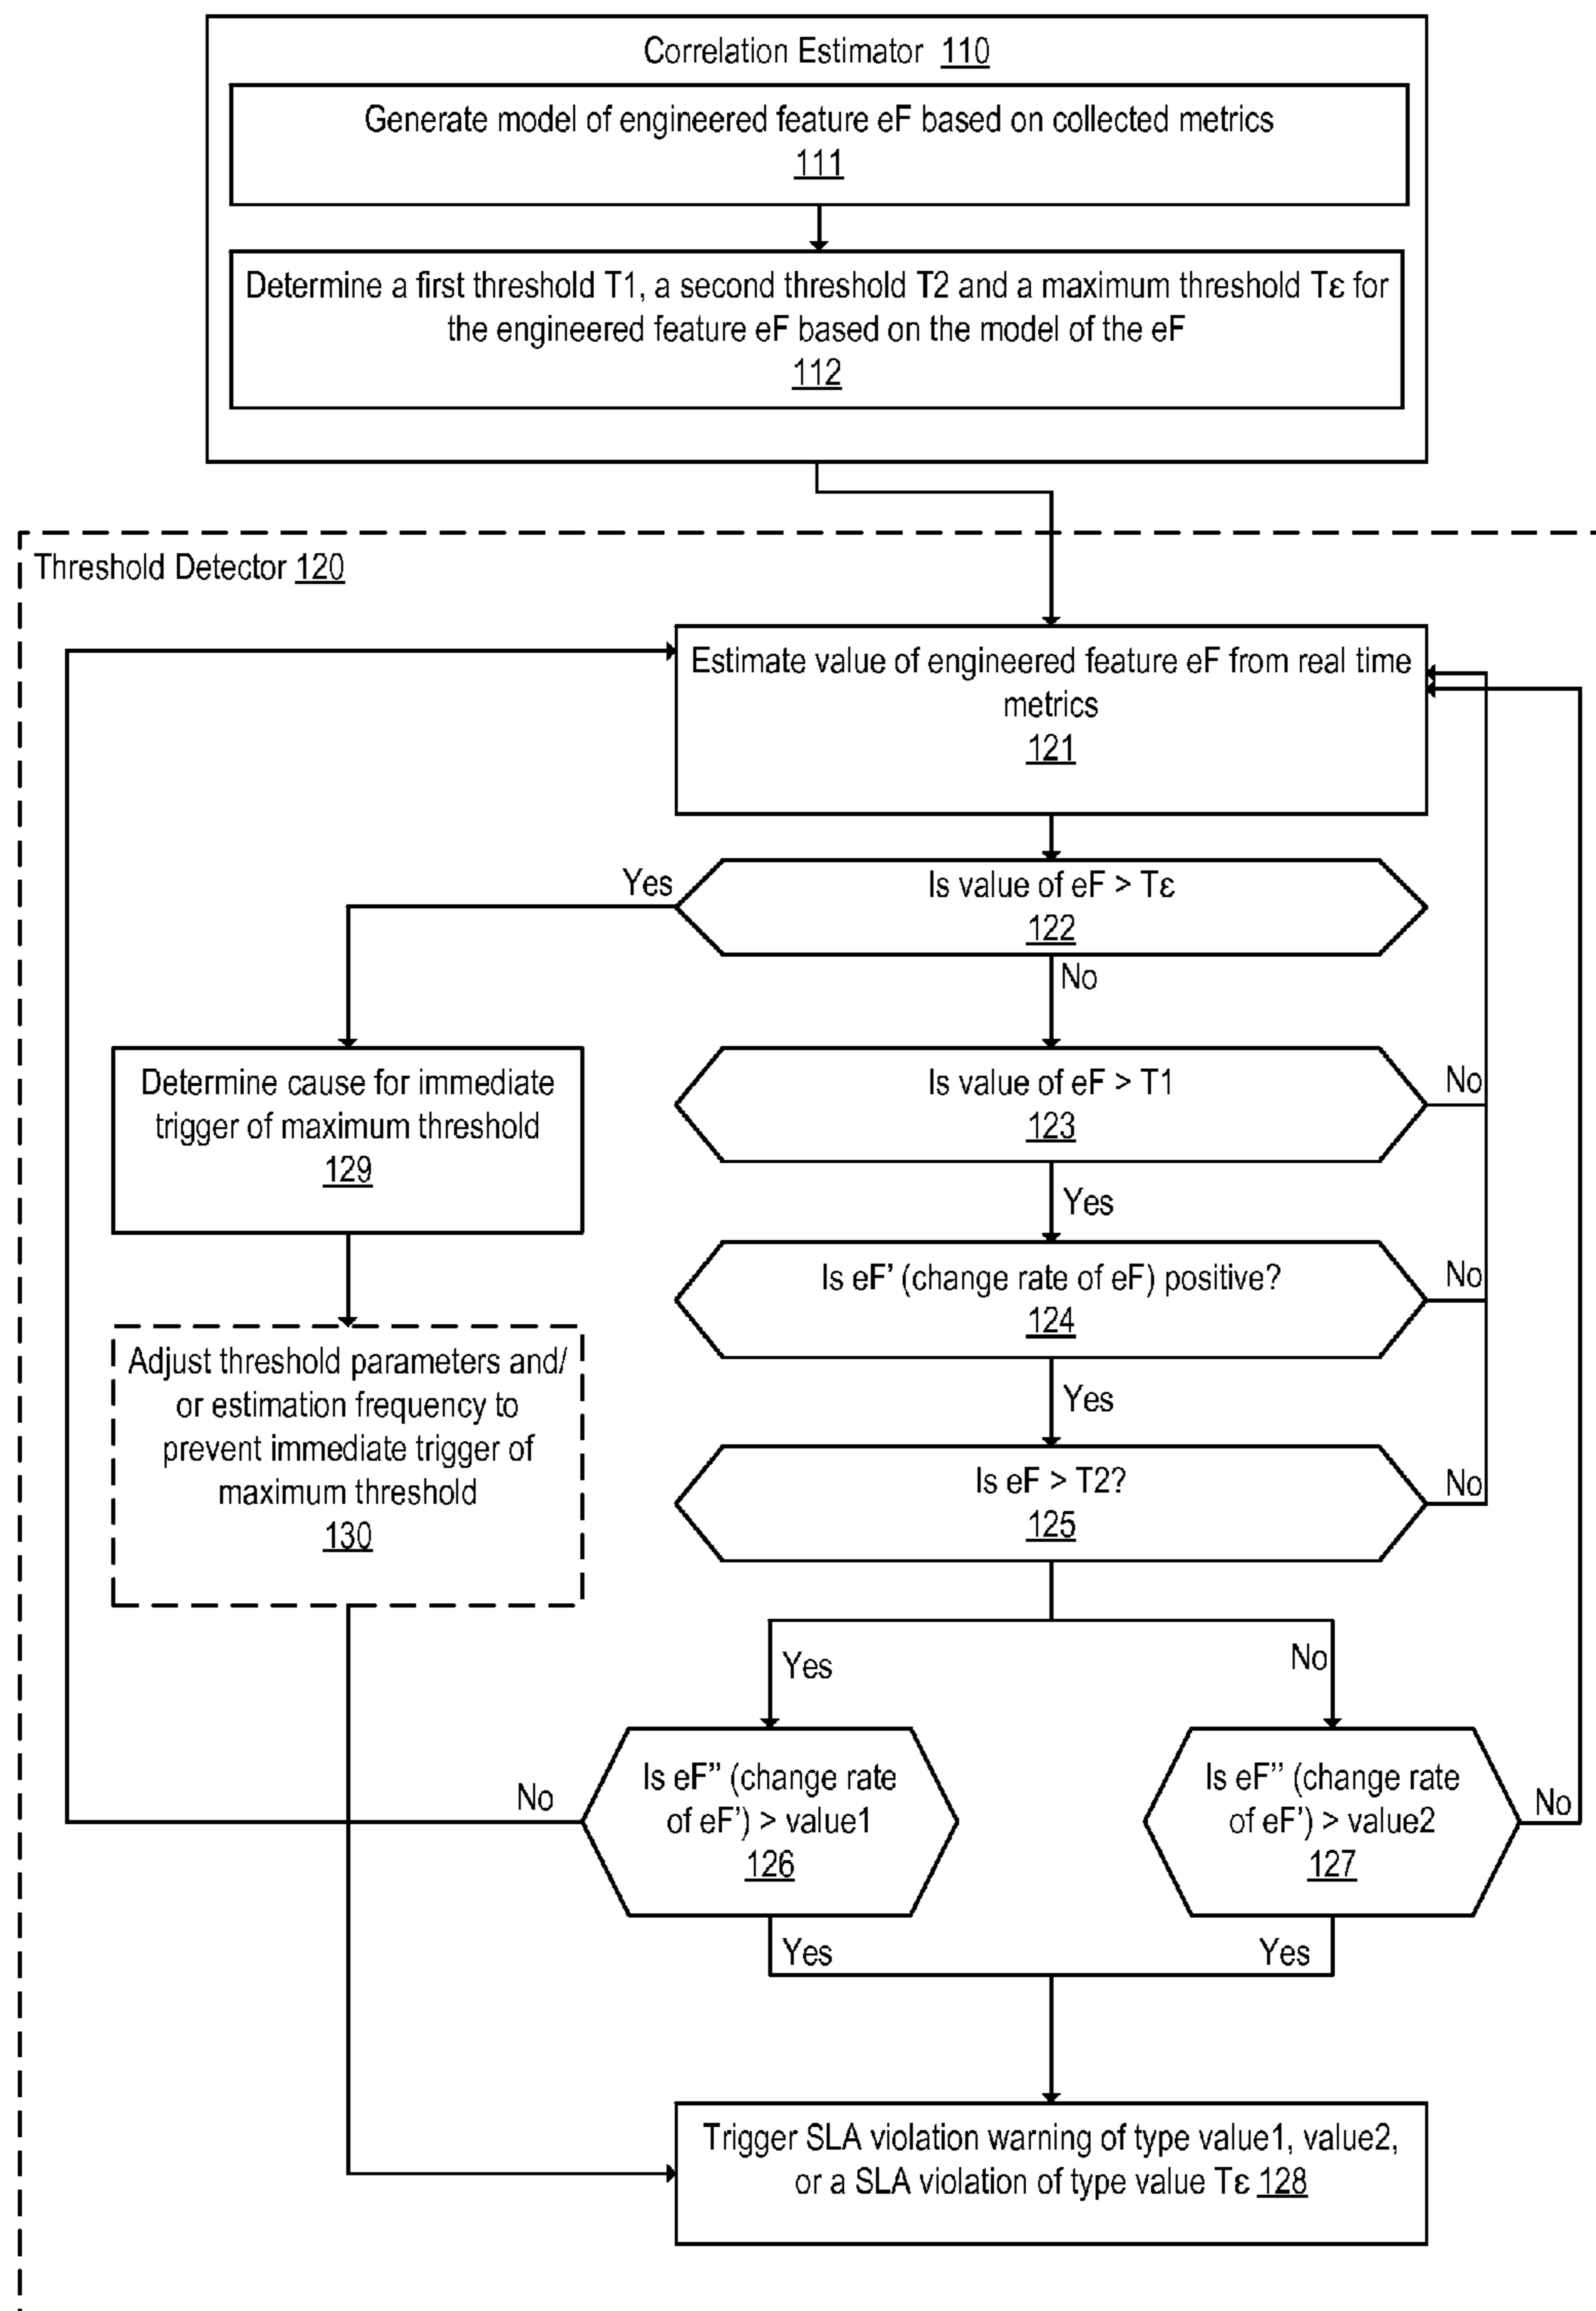 Correlation Estimator 110
Generate model of engineered feature eF based on collected metrics
111
Determine a first threshold T1, a second threshold T2 and a maximum threshold Tε for
the engineered feature eF based on the model of the eF
112
Threshold Detector 120
Estimate value of engineered feature eF from real time
metrics
121
Yes
Is value of eF > Tε
122
No
Determine cause for immediate
trigger of maximum threshold
129
Is value of eF > T1
123
No
Yes
Is eF' (change rate of eF) positive?
124
No
Yes
Adjust threshold parameters and/
or estimation frequency to
prevent immediate trigger of
maximum threshold
130
Is eF > T2?
125
No
Yes
No
Is eF'' (change rate
of eF') > value1
126
No
Is eF'' (change rate
of eF') > value2
127
No
Yes
Yes
Trigger SLA violation warning of type value1, value2,
or a SLA violation of type value Tε 128